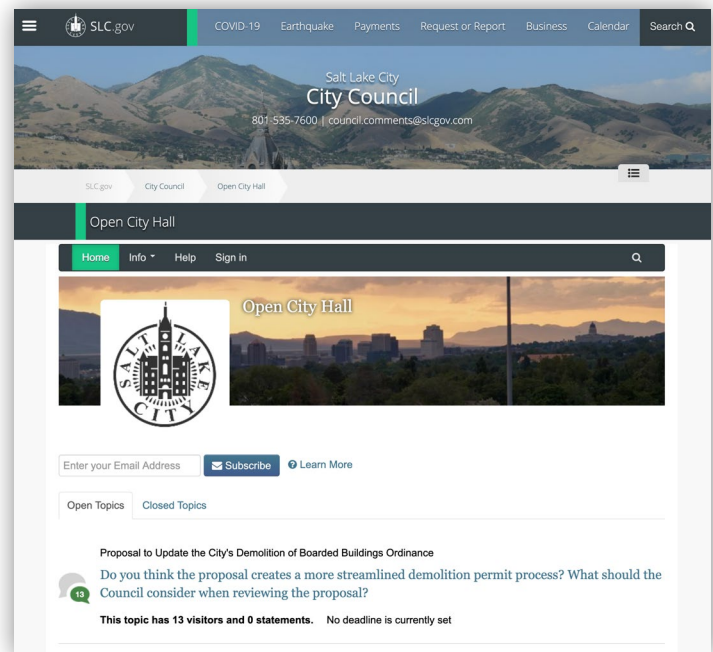 SLC.gov
COVID-19 Earthquake Payments Request or Report Business Calendar Search
Salt Lake City
City Council
801-535-7600 | council.comments@slcgov.com
SLC.gov City Council Open City Hall
Open City Hall
Home Info Help Sign in
Open City Hall
SALT LAKE CITY
Enter your Email Address Subscribe Learn More
Open Topics Closed Topics
Proposal to Update the City's Demolition of Boarded Buildings Ordinance
Do you think the proposal creates a more streamlined demolition permit process? What should the
13 Council consider when reviewing the proposal?
This topic has 13 visitors and 0 statements. No deadline is currently set